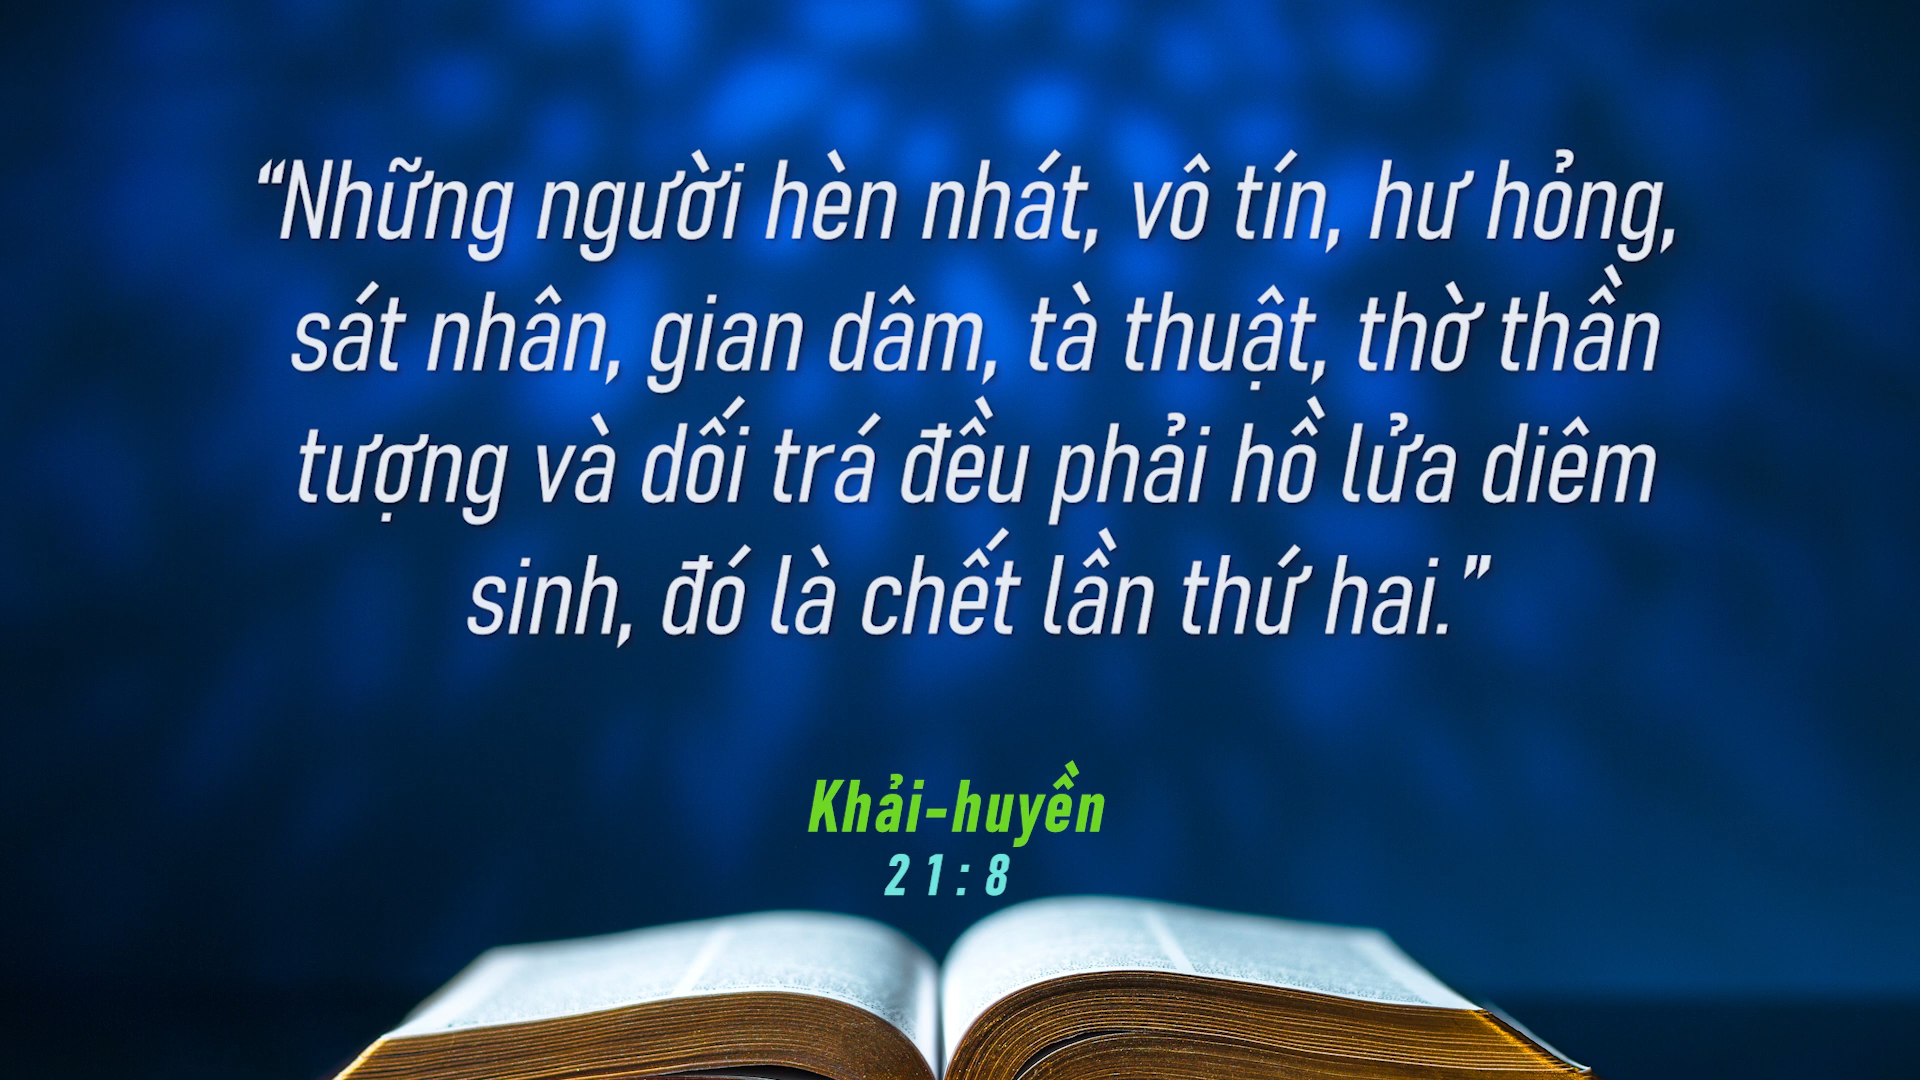 “Những người hèn nhát, vô tín, hư hỏng,
sát nhân, gian dâm, tà thuật, thờ thần
tượng và dối trá đều phải hồ lửa diêm
sinh, đó là chết lần thứ hai.”
Khải-huyền
21:8